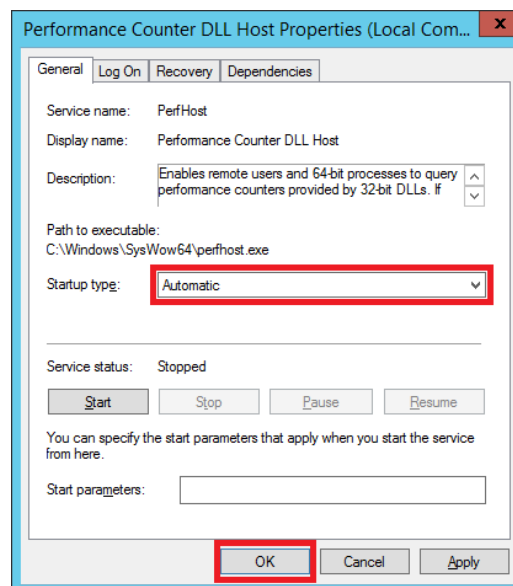 Performance Counter DLL Host Properties (Local Com... x
General Log On Recovery Dependencies
Service name: PerfHost
Display name: Performance Counter DLL Host
Description: Enables remote users and 64-bit processes to query
performance counters provided by 32-bit DLLs. If
Path to executable:
C:\Windows\SysWow64\perfhost.exe
Startup type: Automatic
Service status: Stopped
Start Stop Pause Resume
You can specify the start parameters that apply when you start the service
from here.
Start parameters:
OK Cancel Apply